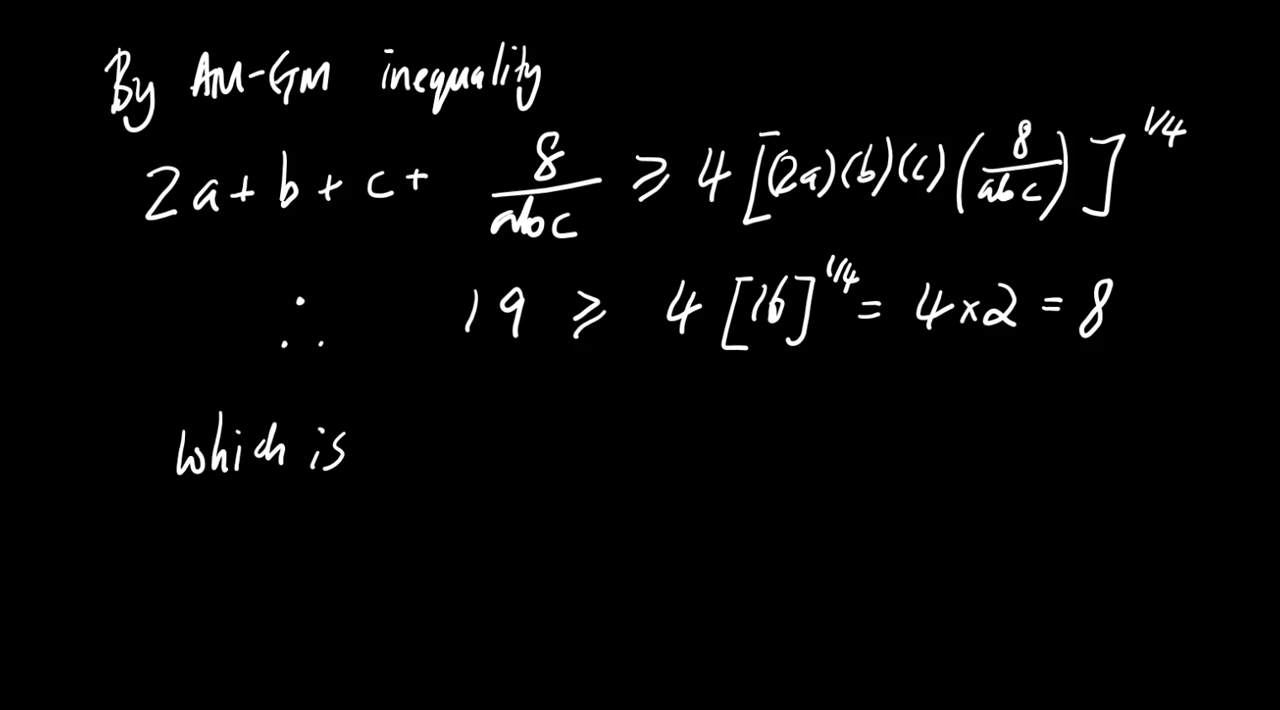 By AM-GM inequality
2a + b + c + 8/abc ≥ 4 [(2a)(b)(c)(8/abc)]^1/4
∴ 19 ≥ 4 [16]^1/4 = 4×2 = 8
which is